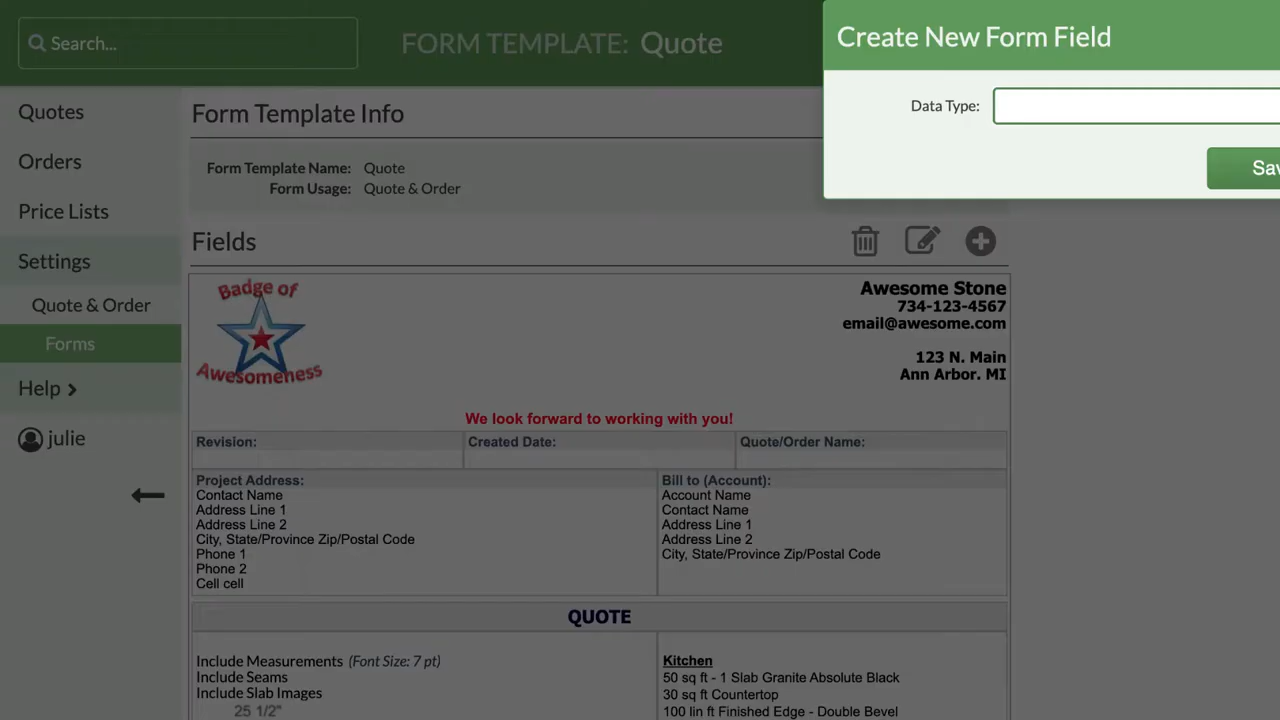 Search...
FORM TEMPLATE: Quote
Create New Form Field
Data Type:
Sav
Quotes
Orders
Price Lists
Settings
Quote & Order
Forms
Help
julie
Form Template Info
Form Template Name: Quote
Form Usage: Quote & Order
Fields
Badge of
Awesomeness
Awesome Stone
734-123-4567
email@awesome.com
123 N. Main
Ann Arbor. MI
We look forward to working with you!
Revision:
Created Date:
Quote/Order Name:
Project Address:
Contact Name
Address Line 1
Address Line 2
City, State/Province Zip/Postal Code
Phone 1
Phone 2
Cell cell
Bill to (Account):
Account Name
Contact Name
Address Line 1
Address Line 2
City, State/Province Zip/Postal Code
QUOTE
Include Measurements (Font Size: 7 pt)
Include Seams
Include Slab Images
25 1/2"
Kitchen
50 sq ft - 1 Slab Granite Absolute Black
30 sq ft Countertop
100 lin ft Finished Edge - Double Bevel